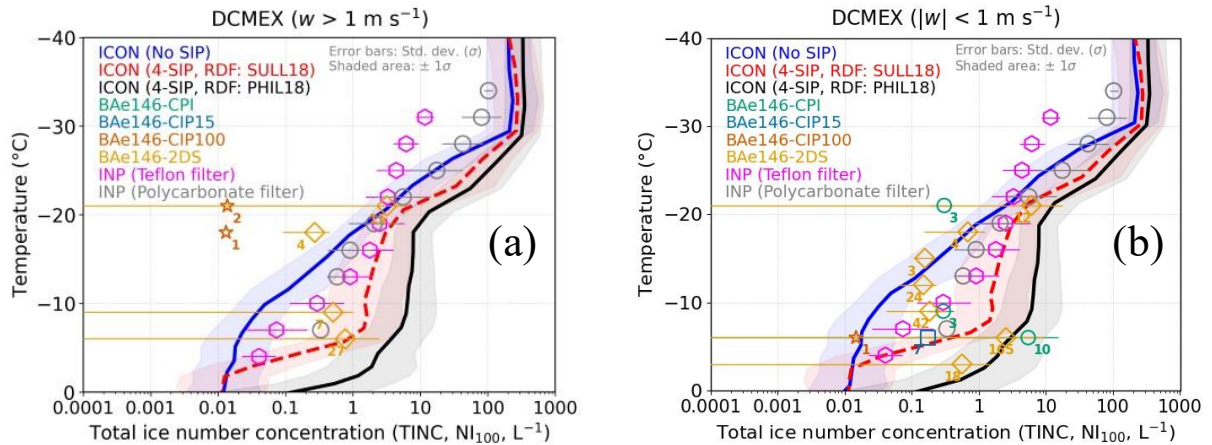 DCMEX (w > 1 m s⁻¹)
ICON (No SIP)
ICON (4-SIP, RDF: SULL18)
ICON (4-SIP, RDF: PHIL18)
BAe146-CPI
BAe146-CIP15
BAe146-CIP100
BAe146-2DS
INP (Teflon filter)
INP (Polycarbonate filter)
Error bars: Std. dev. (σ)
Shaded area: ± 1σ
(a)
Temperature (°C)
−40
−30
−20
−10
0
2
1
4
7
27
0.0001 0.001 0.01 0.1 1 10 100 1000
Total ice number concentration (TINC, NI₁₀₀, L⁻¹)
DCMEX (|w| < 1 m s⁻¹)
ICON (No SIP)
ICON (4-SIP, RDF: SULL18)
ICON (4-SIP, RDF: PHIL18)
BAe146-CPI
BAe146-CIP15
BAe146-CIP100
BAe146-2DS
INP (Teflon filter)
INP (Polycarbonate filter)
Error bars: Std. dev. (σ)
Shaded area: ± 1σ
(b)
Temperature (°C)
−40
−30
−20
−10
0
3
3
24
42
3
1
7
165
10
18
0.0001 0.001 0.01 0.1 1 10 100 1000
Total ice number concentration (TINC, NI₁₀₀, L⁻¹)